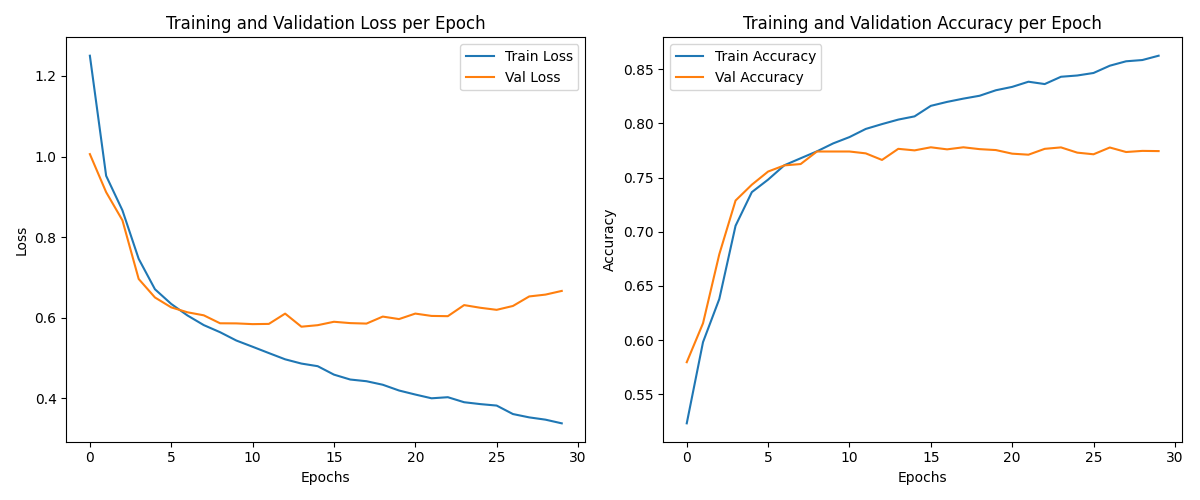 Training and Validation Loss per Epoch
Train Loss
Val Loss
1.2
1.0
0.8
0.6
0.4
Loss
0 5 10 15 20 25 30
Epochs
Training and Validation Accuracy per Epoch
Train Accuracy
Val Accuracy
0.85
0.80
0.75
0.70
0.65
0.60
0.55
Accuracy
0 5 10 15 20 25 30
Epochs